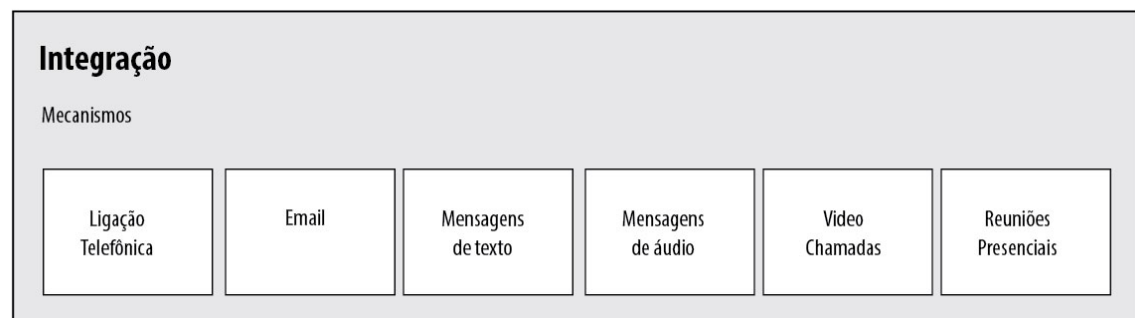 Integração
Mecanismos
Ligação
Telefônica
Email
Mensagens
de texto
Mensagens
de áudio
Video
Chamadas
Reuniões
Presenciais